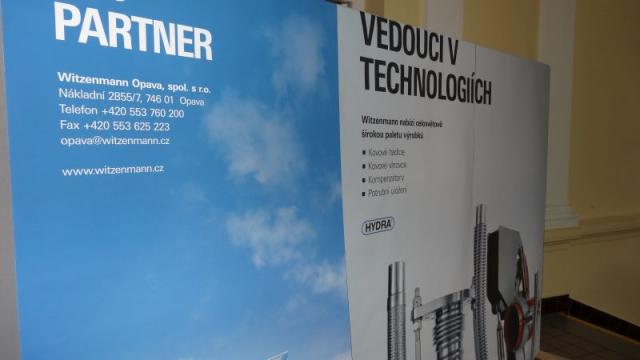 PARTNER
Witzenmann Opava, spol. s r.o.
Nákladní 2855/7, 746 01 Opava
Telefon +420 553 760 200
Fax +420 553 625 223
opava@witzenmann.cz
www.witzenmann.cz
VEDOUCÍ V
TECHNOLOGIÍCH
Witzenmann nabízí celosvětově
širokou paletu výrobků
▪ Kovové hadice
▪ Kovové vlnovce
▪ Kompenzátory
▪ Potrubní uložení
HYDRA